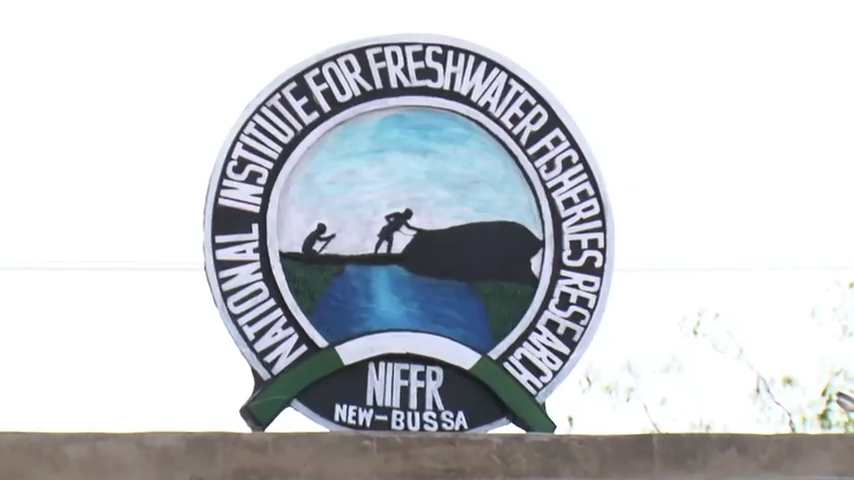 NATIONAL INSTITUTE FOR FRESHWATER FISHERIES RESEARCH
NIFFR
NEW-BUSSA